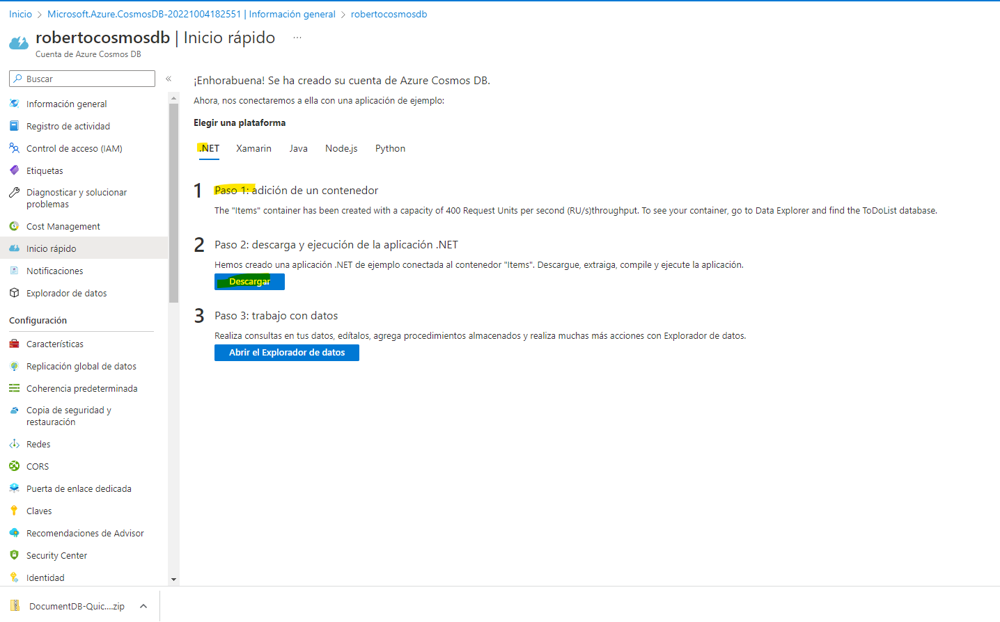 Inicio > Microsoft.Azure.CosmosDB-20221004182551 | Información general > robertocosmosdb
robertocosmosdb | Inicio rápido ...
Cuenta de Azure Cosmos DB
Buscar
«
Información general
Registro de actividad
Control de acceso (IAM)
Etiquetas
Diagnosticar y solucionar
problemas
Cost Management
Inicio rápido
Notificaciones
Explorador de datos
Configuración
Características
Replicación global de datos
Coherencia predeterminada
Copia de seguridad y
restauración
Redes
CORS
Puerta de enlace dedicada
Claves
Recomendaciones de Advisor
Security Center
Identidad
¡Enhorabuena! Se ha creado su cuenta de Azure Cosmos DB.
Ahora, nos conectaremos a ella con una aplicación de ejemplo:
Elegir una plataforma
.NET Xamarin Java Node.js Python
1 Paso 1: adición de un contenedor
The "Items" container has been created with a capacity of 400 Request Units per second (RU/s)throughput. To see your container, go to Data Explorer and find the ToDoList database.
2 Paso 2: descarga y ejecución de la aplicación .NET
Hemos creado una aplicación .NET de ejemplo conectada al contenedor "Items". Descargue, extraiga, compile y ejecute la aplicación.
Descargar
3 Paso 3: trabajo con datos
Realiza consultas en tus datos, edítalos, agrega procedimientos almacenados y realiza muchas más acciones con Explorador de datos.
Abrir el Explorador de datos
DocumentDB-Quic....zip